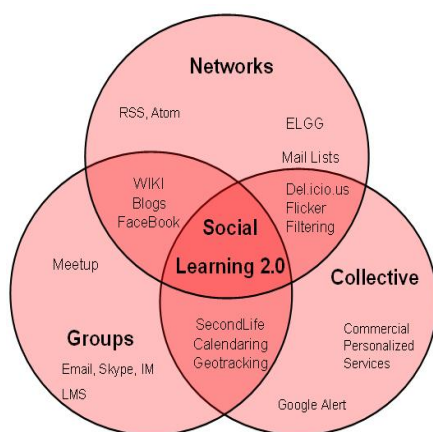 Networks
RSS, Atom
ELGG
Mail Lists
WIKI
Blogs
FaceBook
Del.icio.us
Flicker
Filtering
Social
Learning 2.0
Meetup
Collective
Groups
SecondLife
Calendaring
Geotracking
Commercial
Personalized
Services
Email, Skype, IM
LMS
Google Alert